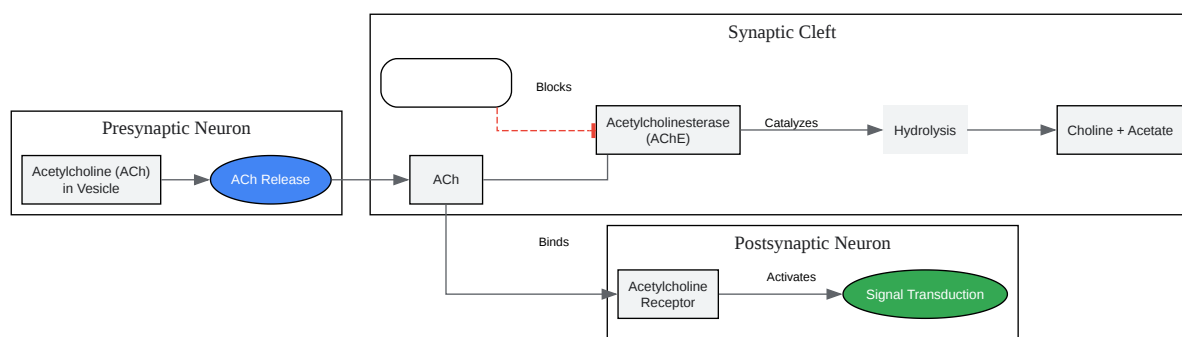 Synaptic Cleft
Blocks
Presynaptic Neuron
Acetylcholine (ACh)
in Vesicle
ACh Release
ACh
Acetylcholinesterase
(AChE)
Catalyzes
Hydrolysis
Choline + Acetate
Binds
Postsynaptic Neuron
Acetylcholine
Receptor
Activates
Signal Transduction